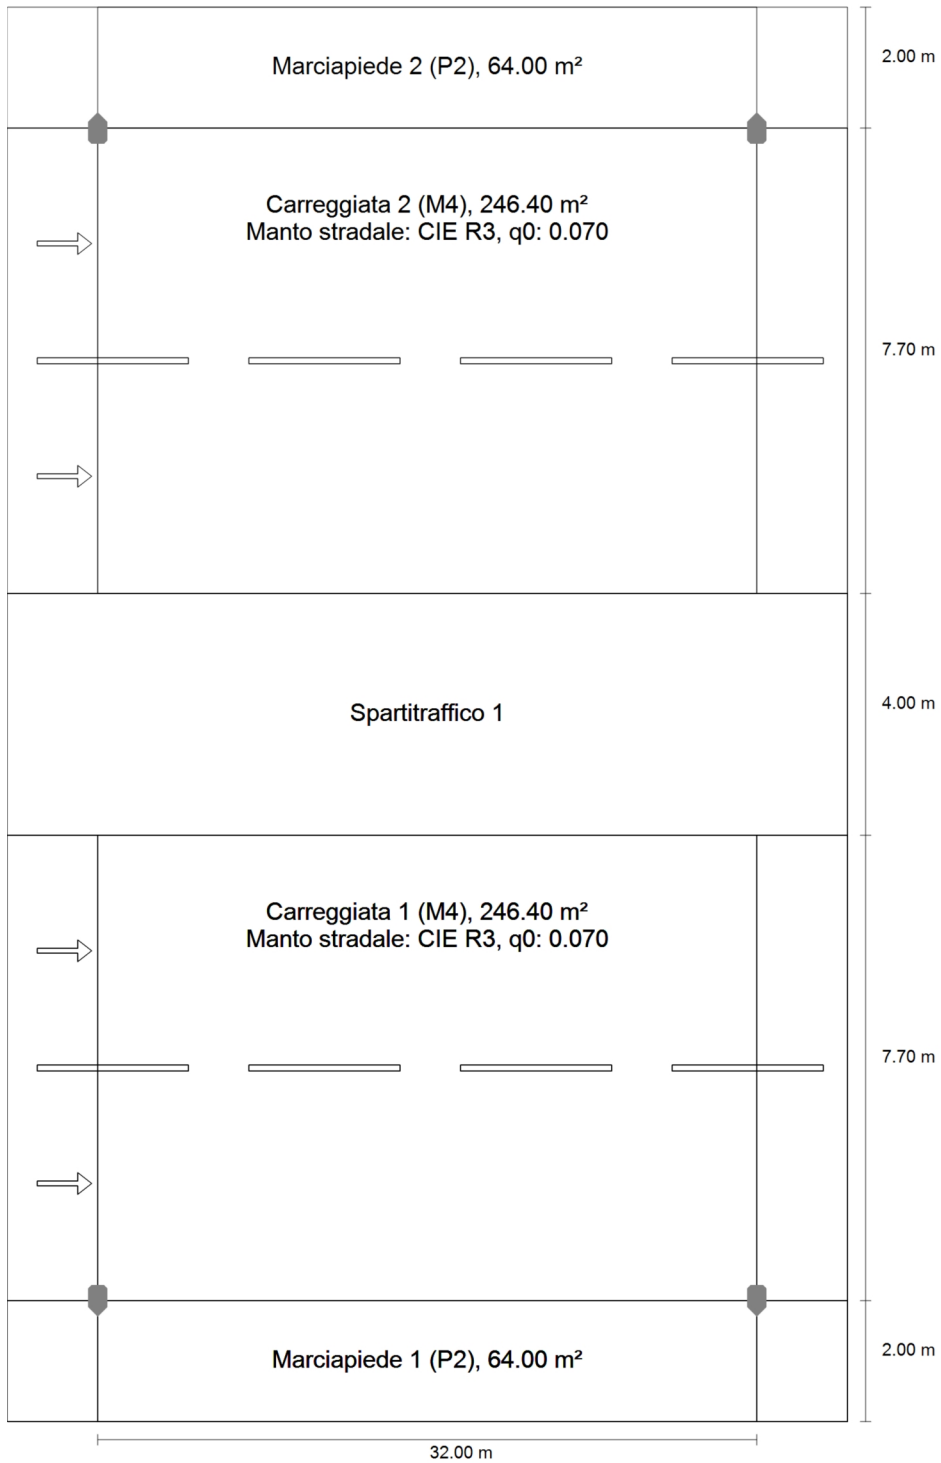 Marciapiede 2 (P2), 64.00 m²
2.00 m
Carreggiata 2 (M4), 246.40 m²
Manto stradale: CIE R3, q0: 0.070
7.70 m
Spartitraffico 1
4.00 m
Carreggiata 1 (M4), 246.40 m²
Manto stradale: CIE R3, q0: 0.070
7.70 m
Marciapiede 1 (P2), 64.00 m²
2.00 m
32.00 m